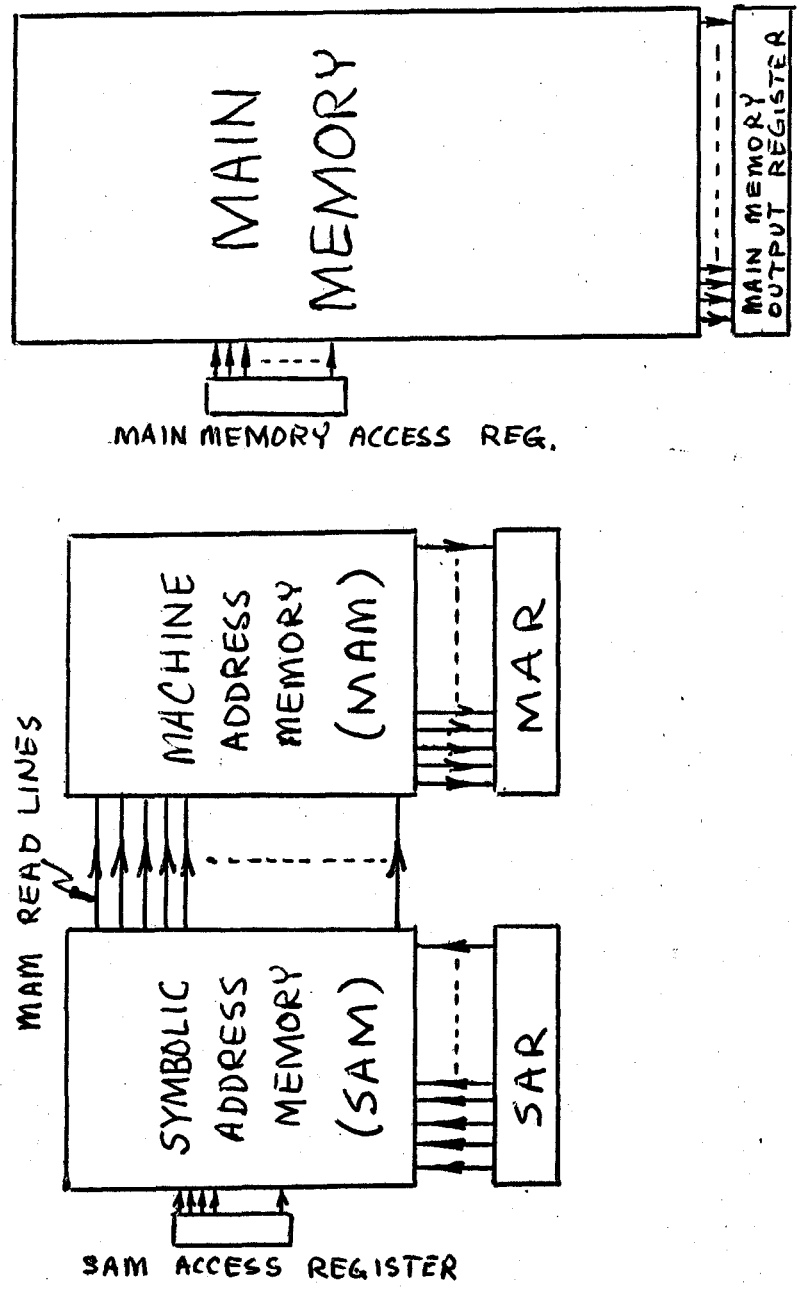 MAIN
MEMORY
MAIN MEMORY
OUTPUT REGISTER
MAIN MEMORY ACCESS REG.
MACHINE
ADDRESS
MEMORY
(MAM)
MAR
MAM READ LINES
SYMBOLIC
ADDRESS
MEMORY
(SAM)
SAR
SAM ACCESS REGISTER